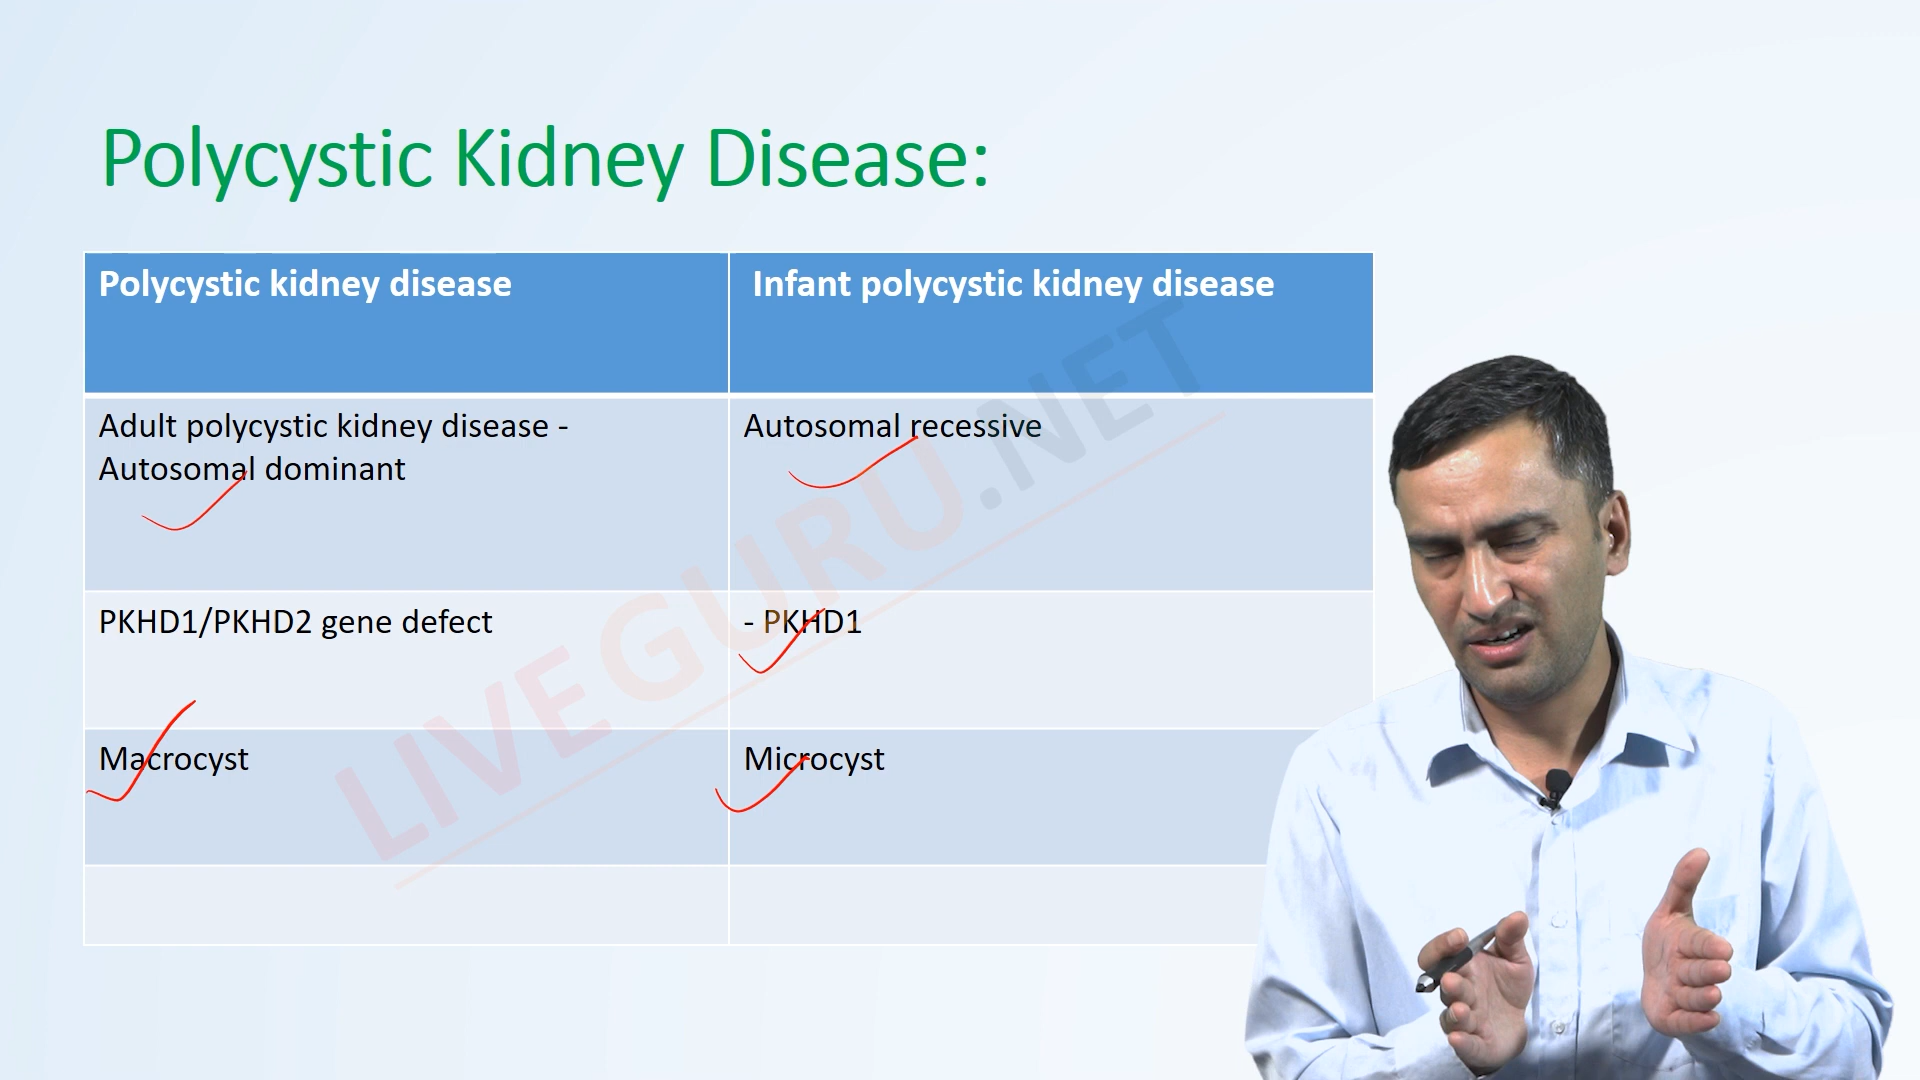 Polycystic Kidney Disease:
Polycystic kidney disease
Infant polycystic kidney disease
Adult polycystic kidney disease -
Autosomal dominant
Autosomal recessive
PKHD1/PKHD2 gene defect
- PKHD1
Macrocyst
Microcyst
LIVEGURU.NET